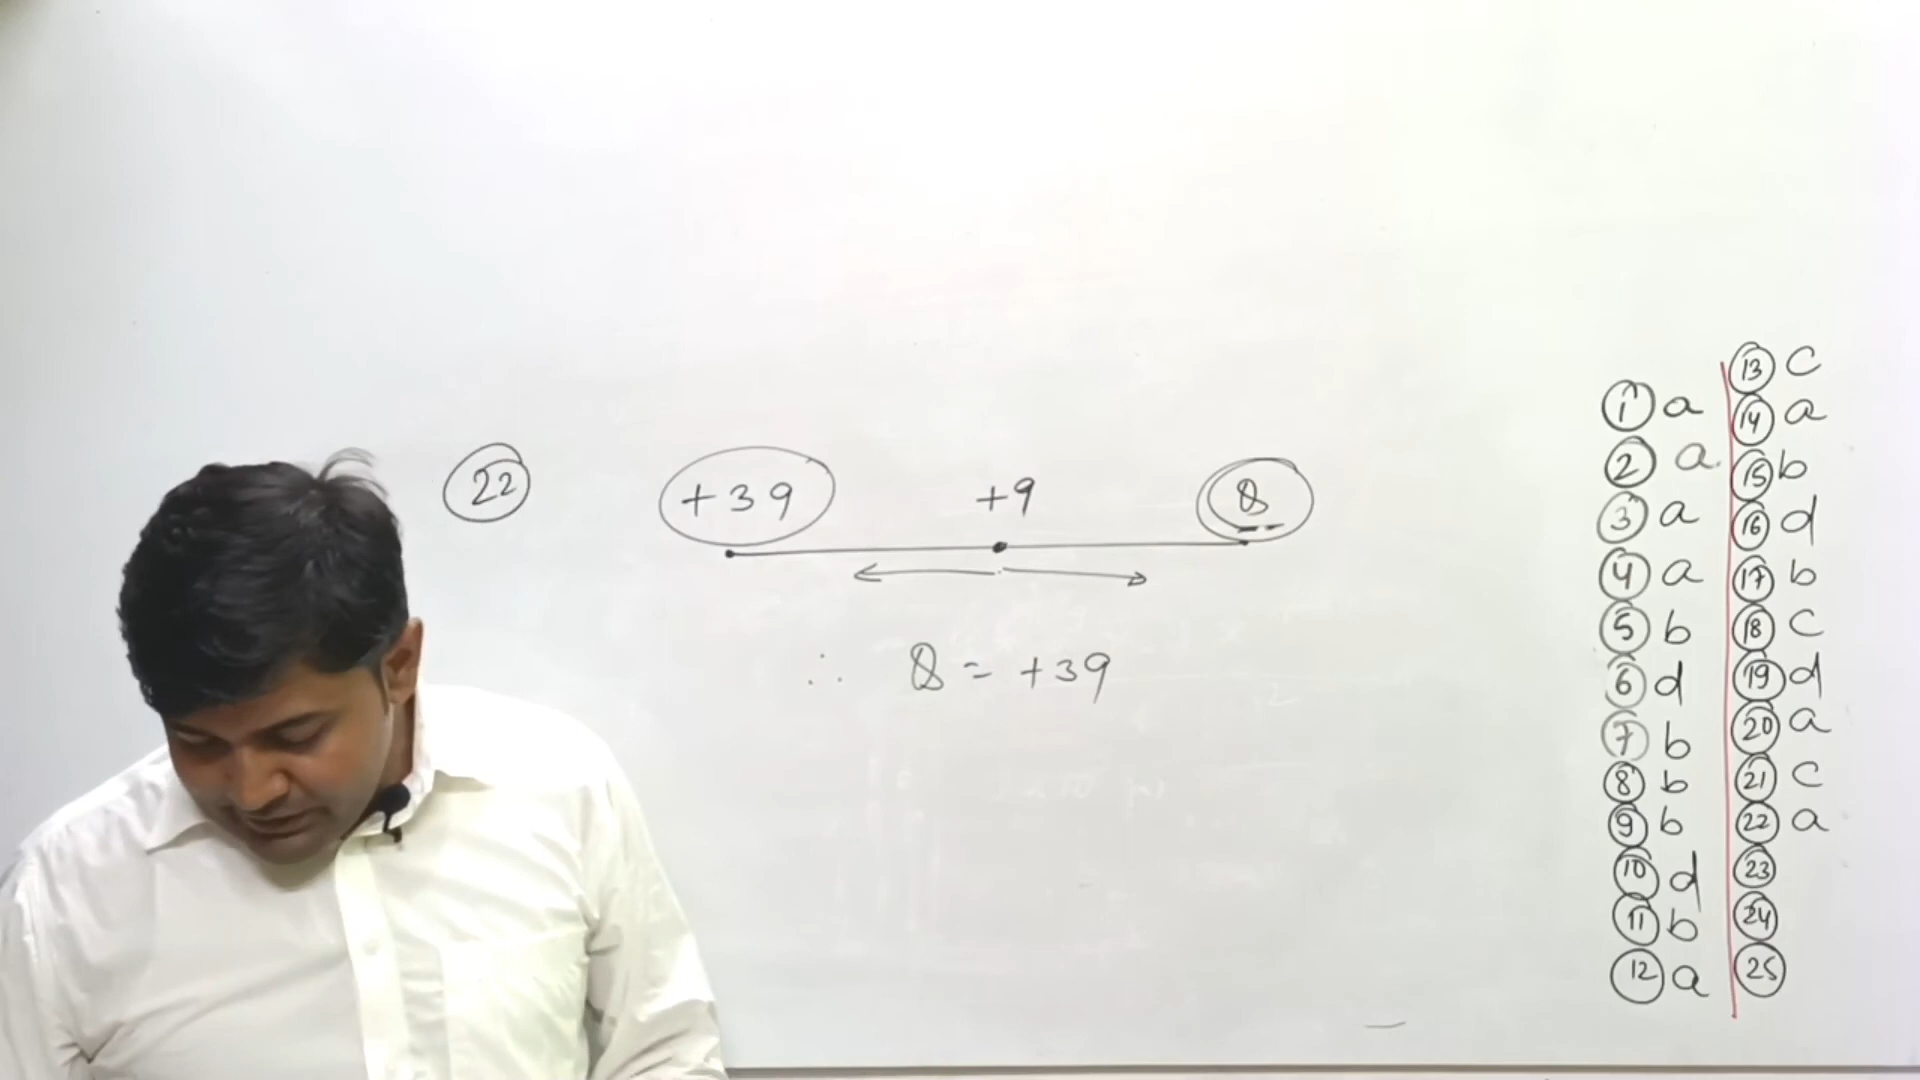 22 +39 +9 8
∴ 8 = +39
1 a
2 a.
3 a
4 a
5 b
6 d
7 b
8 b
9 b
10 d
11 b
12 a
13 c
14 a
15 b
16 d
17 b
18 c
19 d
20 a
21 c
22 a
23
24
25